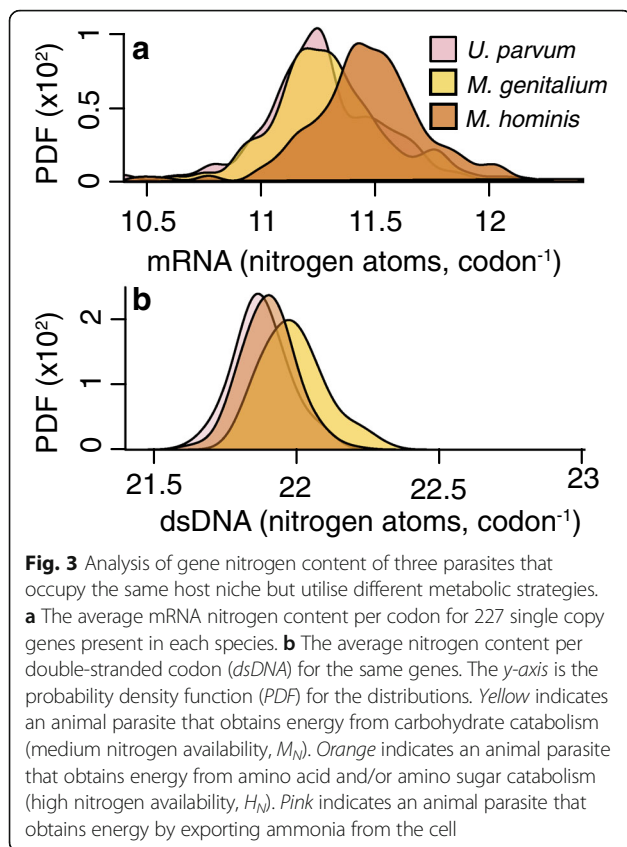 a
1
0.5
0
PDF (x10²)
U. parvum
M. genitalium
M. hominis
10.5 11 11.5 12
mRNA (nitrogen atoms, codon⁻¹)
b
2
1
0
PDF (x10²)
21.5 22 22.5 23
dsDNA (nitrogen atoms, codon⁻¹)
Fig. 3 Analysis of gene nitrogen content of three parasites that
occupy the same host niche but utilise different metabolic strategies.
a The average mRNA nitrogen content per codon for 227 single copy
genes present in each species. b The average nitrogen content per
double-stranded codon (dsDNA) for the same genes. The y-axis is the
probability density function (PDF) for the distributions. Yellow indicates
an animal parasite that obtains energy from carbohydrate catabolism
(medium nitrogen availability, M_N). Orange indicates an animal parasite
that obtains energy from amino acid and/or amino sugar catabolism
(high nitrogen availability, H_N). Pink indicates an animal parasite that
obtains energy by exporting ammonia from the cell